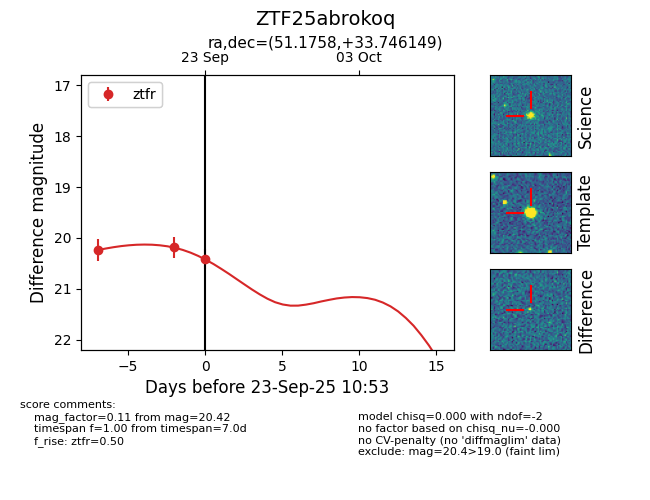 ZTF25abrokoq
ra,dec=(51.1758,+33.746149)
23 Sep
03 Oct
ztfr
17
18
19
20
21
22
Difference magnitude
−5
0
5
10
15
Days before 23-Sep-25 10:53
Science
Template
Difference
score comments:
mag_factor=0.11 from mag=20.42
timespan f=1.00 from timespan=7.0d
f_rise: ztfr=0.50
model chisq=0.000 with ndof=-2
no factor based on chisq_nu=-0.000
no CV-penalty (no 'diffmaglim' data)
exclude: mag=20.4>19.0 (faint lim)